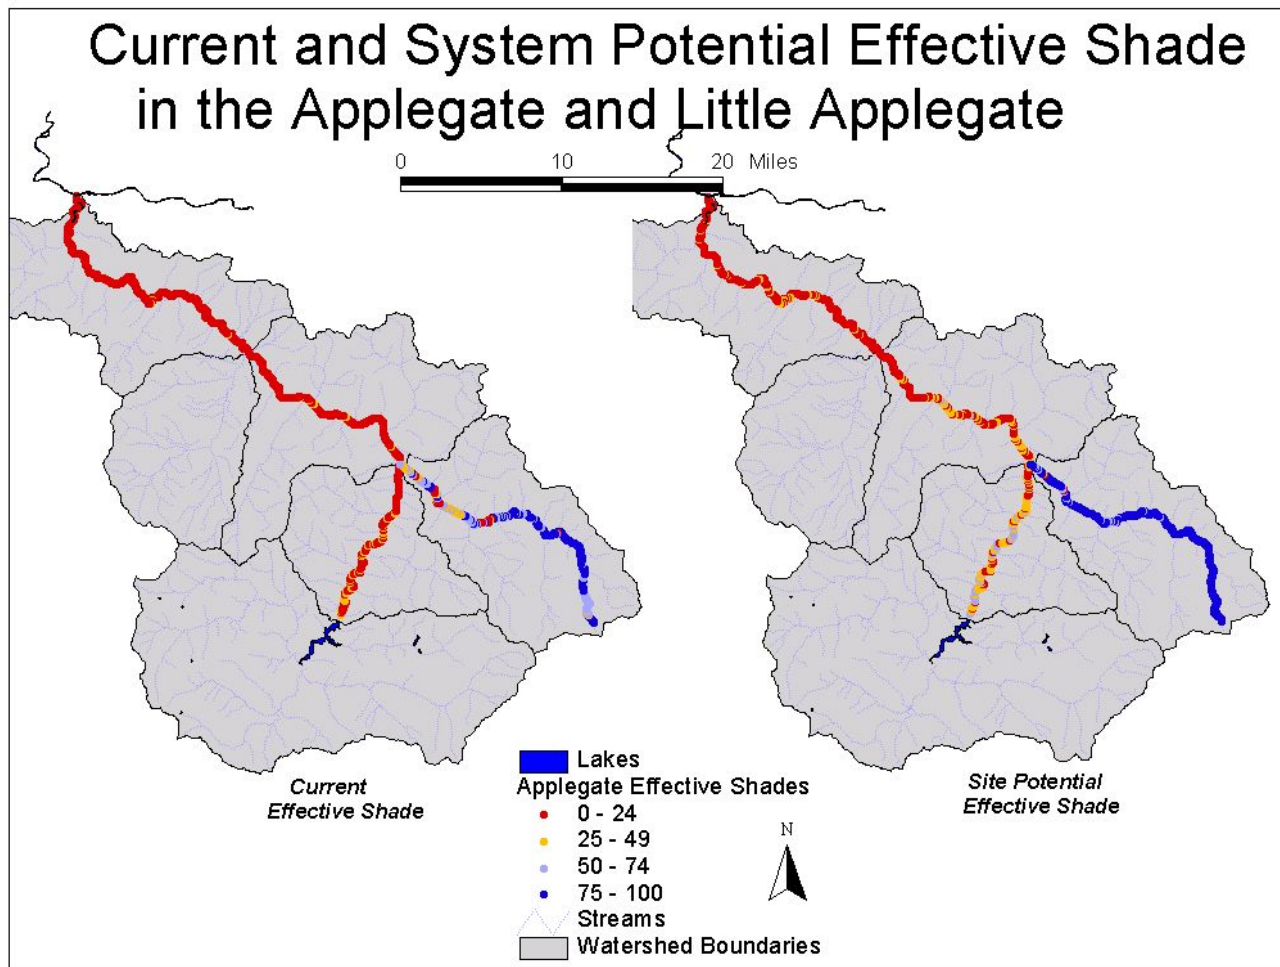 Current and System Potential Effective Shade
in the Applegate and Little Applegate
0 10 20 Miles
Current
Effective Shade
Site Potential
Effective Shade
Lakes
Applegate Effective Shades
0 - 24
25 - 49
50 - 74
75 - 100
Streams
Watershed Boundaries
N